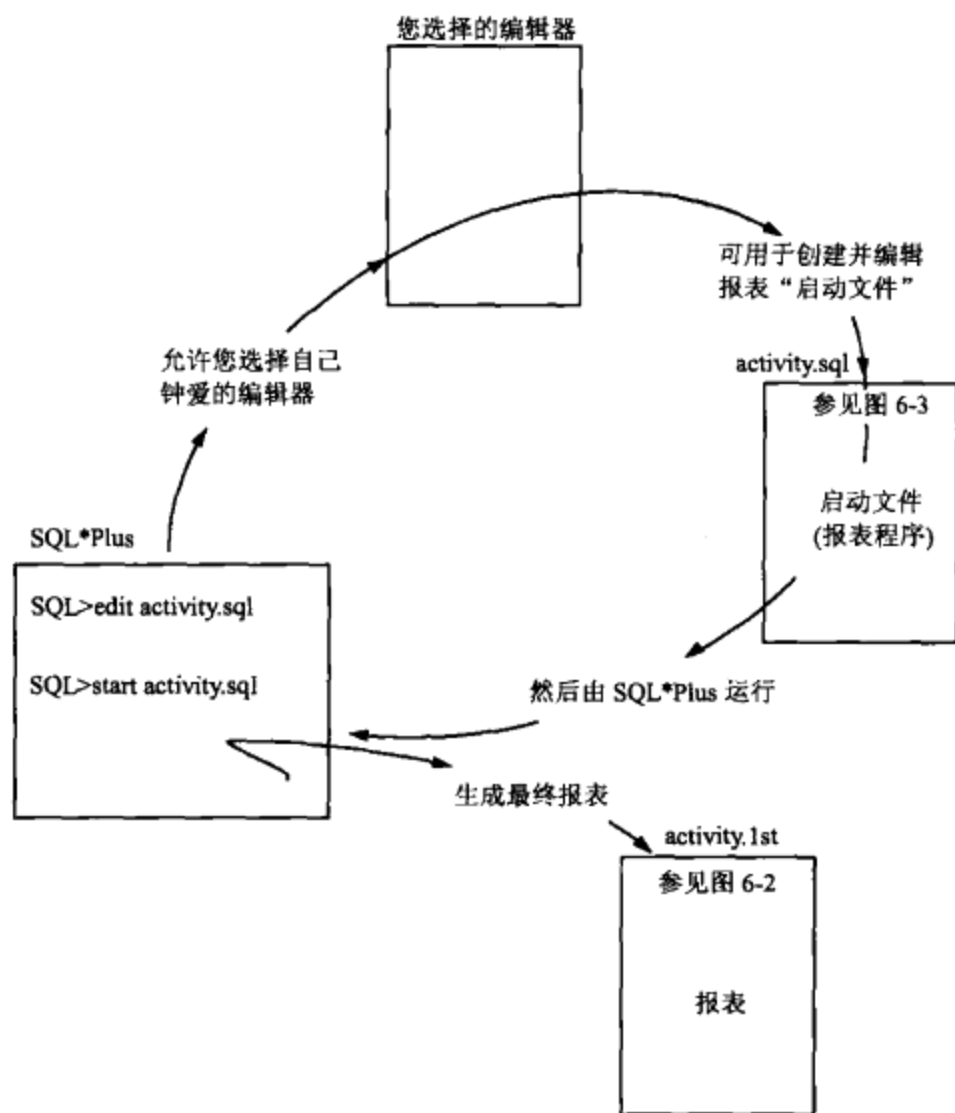 您选择的编辑器
可用于创建并编辑
报表“启动文件”
允许您选择自己
钟爱的编辑器
activity.sql
参见图 6-3
启动文件
(报表程序)
SQL*Plus
SQL>edit activity.sql
SQL>start activity.sql
然后由 SQL*Plus 运行
生成最终报表
activity.1st
参见图 6-2
报表